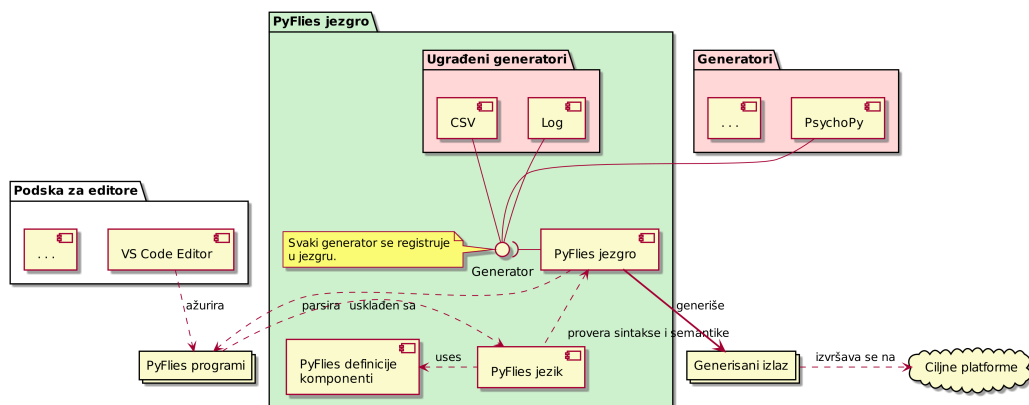 PyFlies jezgro
Ugrađeni generatori
Generatori
CSV
Log
. . .
PsychoPy
Podska za editore
. . .
VS Code Editor
Svaki generator se registruje
u jezgru.
Generator
PyFlies jezgro
ažurira
parsira
usklađen sa
generiše
provera sintakse i semantike
PyFlies programi
PyFlies definicije
komponenti
uses
PyFlies jezik
Generisani izlaz
izvršava se na
Ciljne platforme